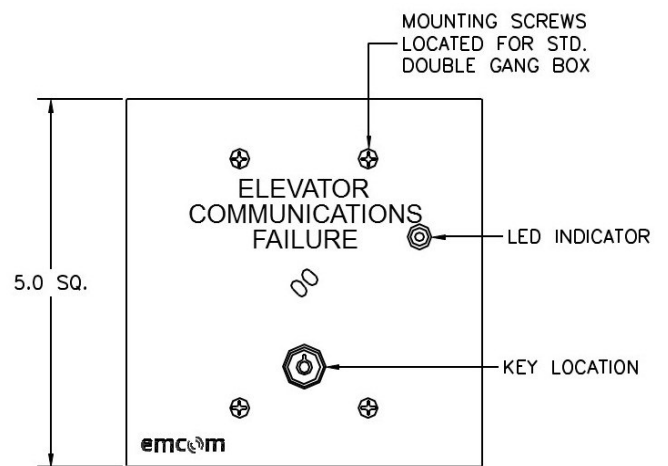 MOUNTING SCREWS
LOCATED FOR STD.
DOUBLE GANG BOX
ELEVATOR
COMMUNICATIONS
FAILURE
LED INDICATOR
5.0 SQ.
KEY LOCATION
emcom